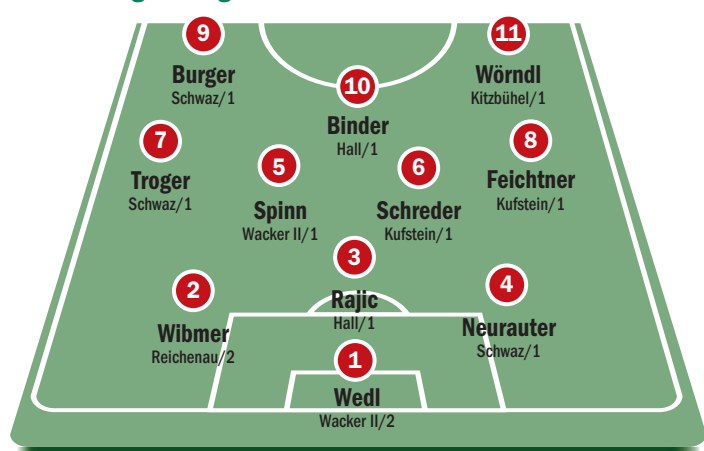 9
Burger
Schwaz/1
11
Wörndl
Kitzbühel/1
10
Binder
Hall/1
7
Troger
Schwaz/1
5
Spinn
Wacker II/1
6
Schreder
Kufstein/1
8
Feichtner
Kufstein/1
3
Rajic
Hall/1
2
Wibmer
Reichenau/2
4
Neurauter
Schwaz/1
1
Wedl
Wacker II/2